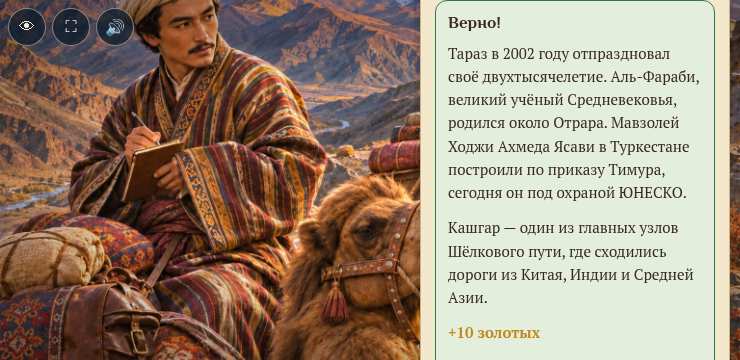 Верно!
Тараз в 2002 году отпраздновал
своё двухтысячелетие. Аль-Фараби,
великий учёный Средневековья,
родился около Отрара. Мавзолей
Ходжи Ахмеда Ясави в Туркестане
построили по приказу Тимура,
сегодня он под охраной ЮНЕСКО.
Кашгар — один из главных узлов
Шёлкового пути, где сходились
дороги из Китая, Индии и Средней
Азии.
+10 золотых